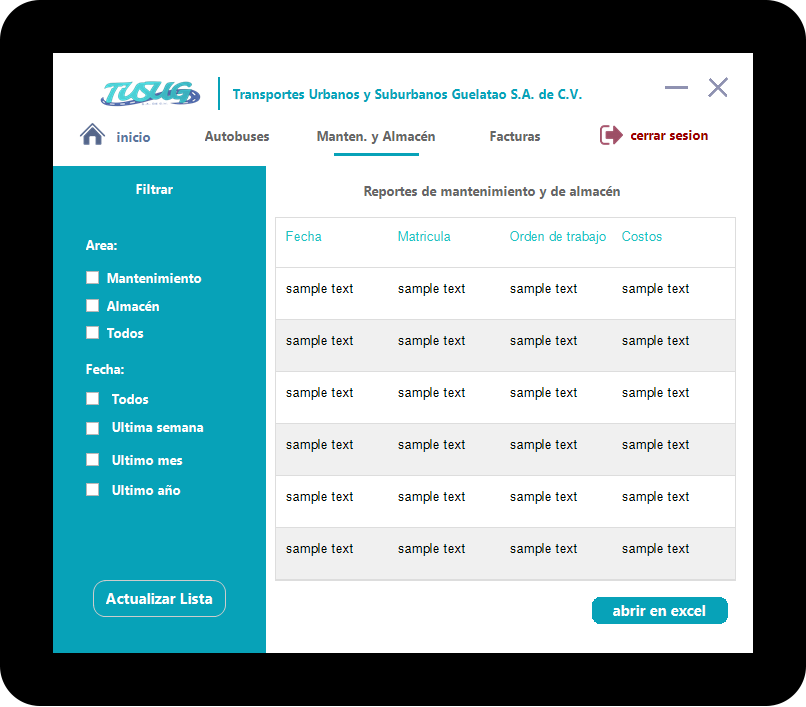 TUSUG
Transportes Urbanos y Suburbanos Guelatao S.A. de C.V.
inicio
Autobuses
Manten. y Almacén
Facturas
cerrar sesion
Filtrar
Area:
Mantenimiento
Almacén
Todos
Fecha:
Todos
Ultima semana
Ultimo mes
Ultimo año
Actualizar Lista
Reportes de mantenimiento y de almacén
Fecha Matricula Orden de trabajo Costos
sample text sample text sample text sample text
sample text sample text sample text sample text
sample text sample text sample text sample text
sample text sample text sample text sample text
sample text sample text sample text sample text
sample text sample text sample text sample text
abrir en excel